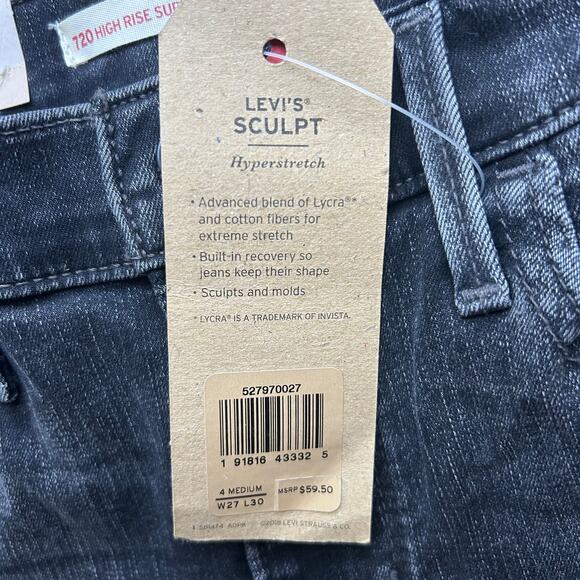 720 HIGH RISE
LEVI'S®
SCULPT
Hyperstretch
• Advanced blend of Lycra®*
and cotton fibers for
extreme stretch
• Built-in recovery so
jeans keep their shape
• Sculpts and molds
* LYCRA® IS A TRADEMARK OF INVISTA.
527970027
1 91816 43332 5
4 MEDIUM
W27 L30
MSRP $59.50
©2018 LEVI STRAUSS & CO.